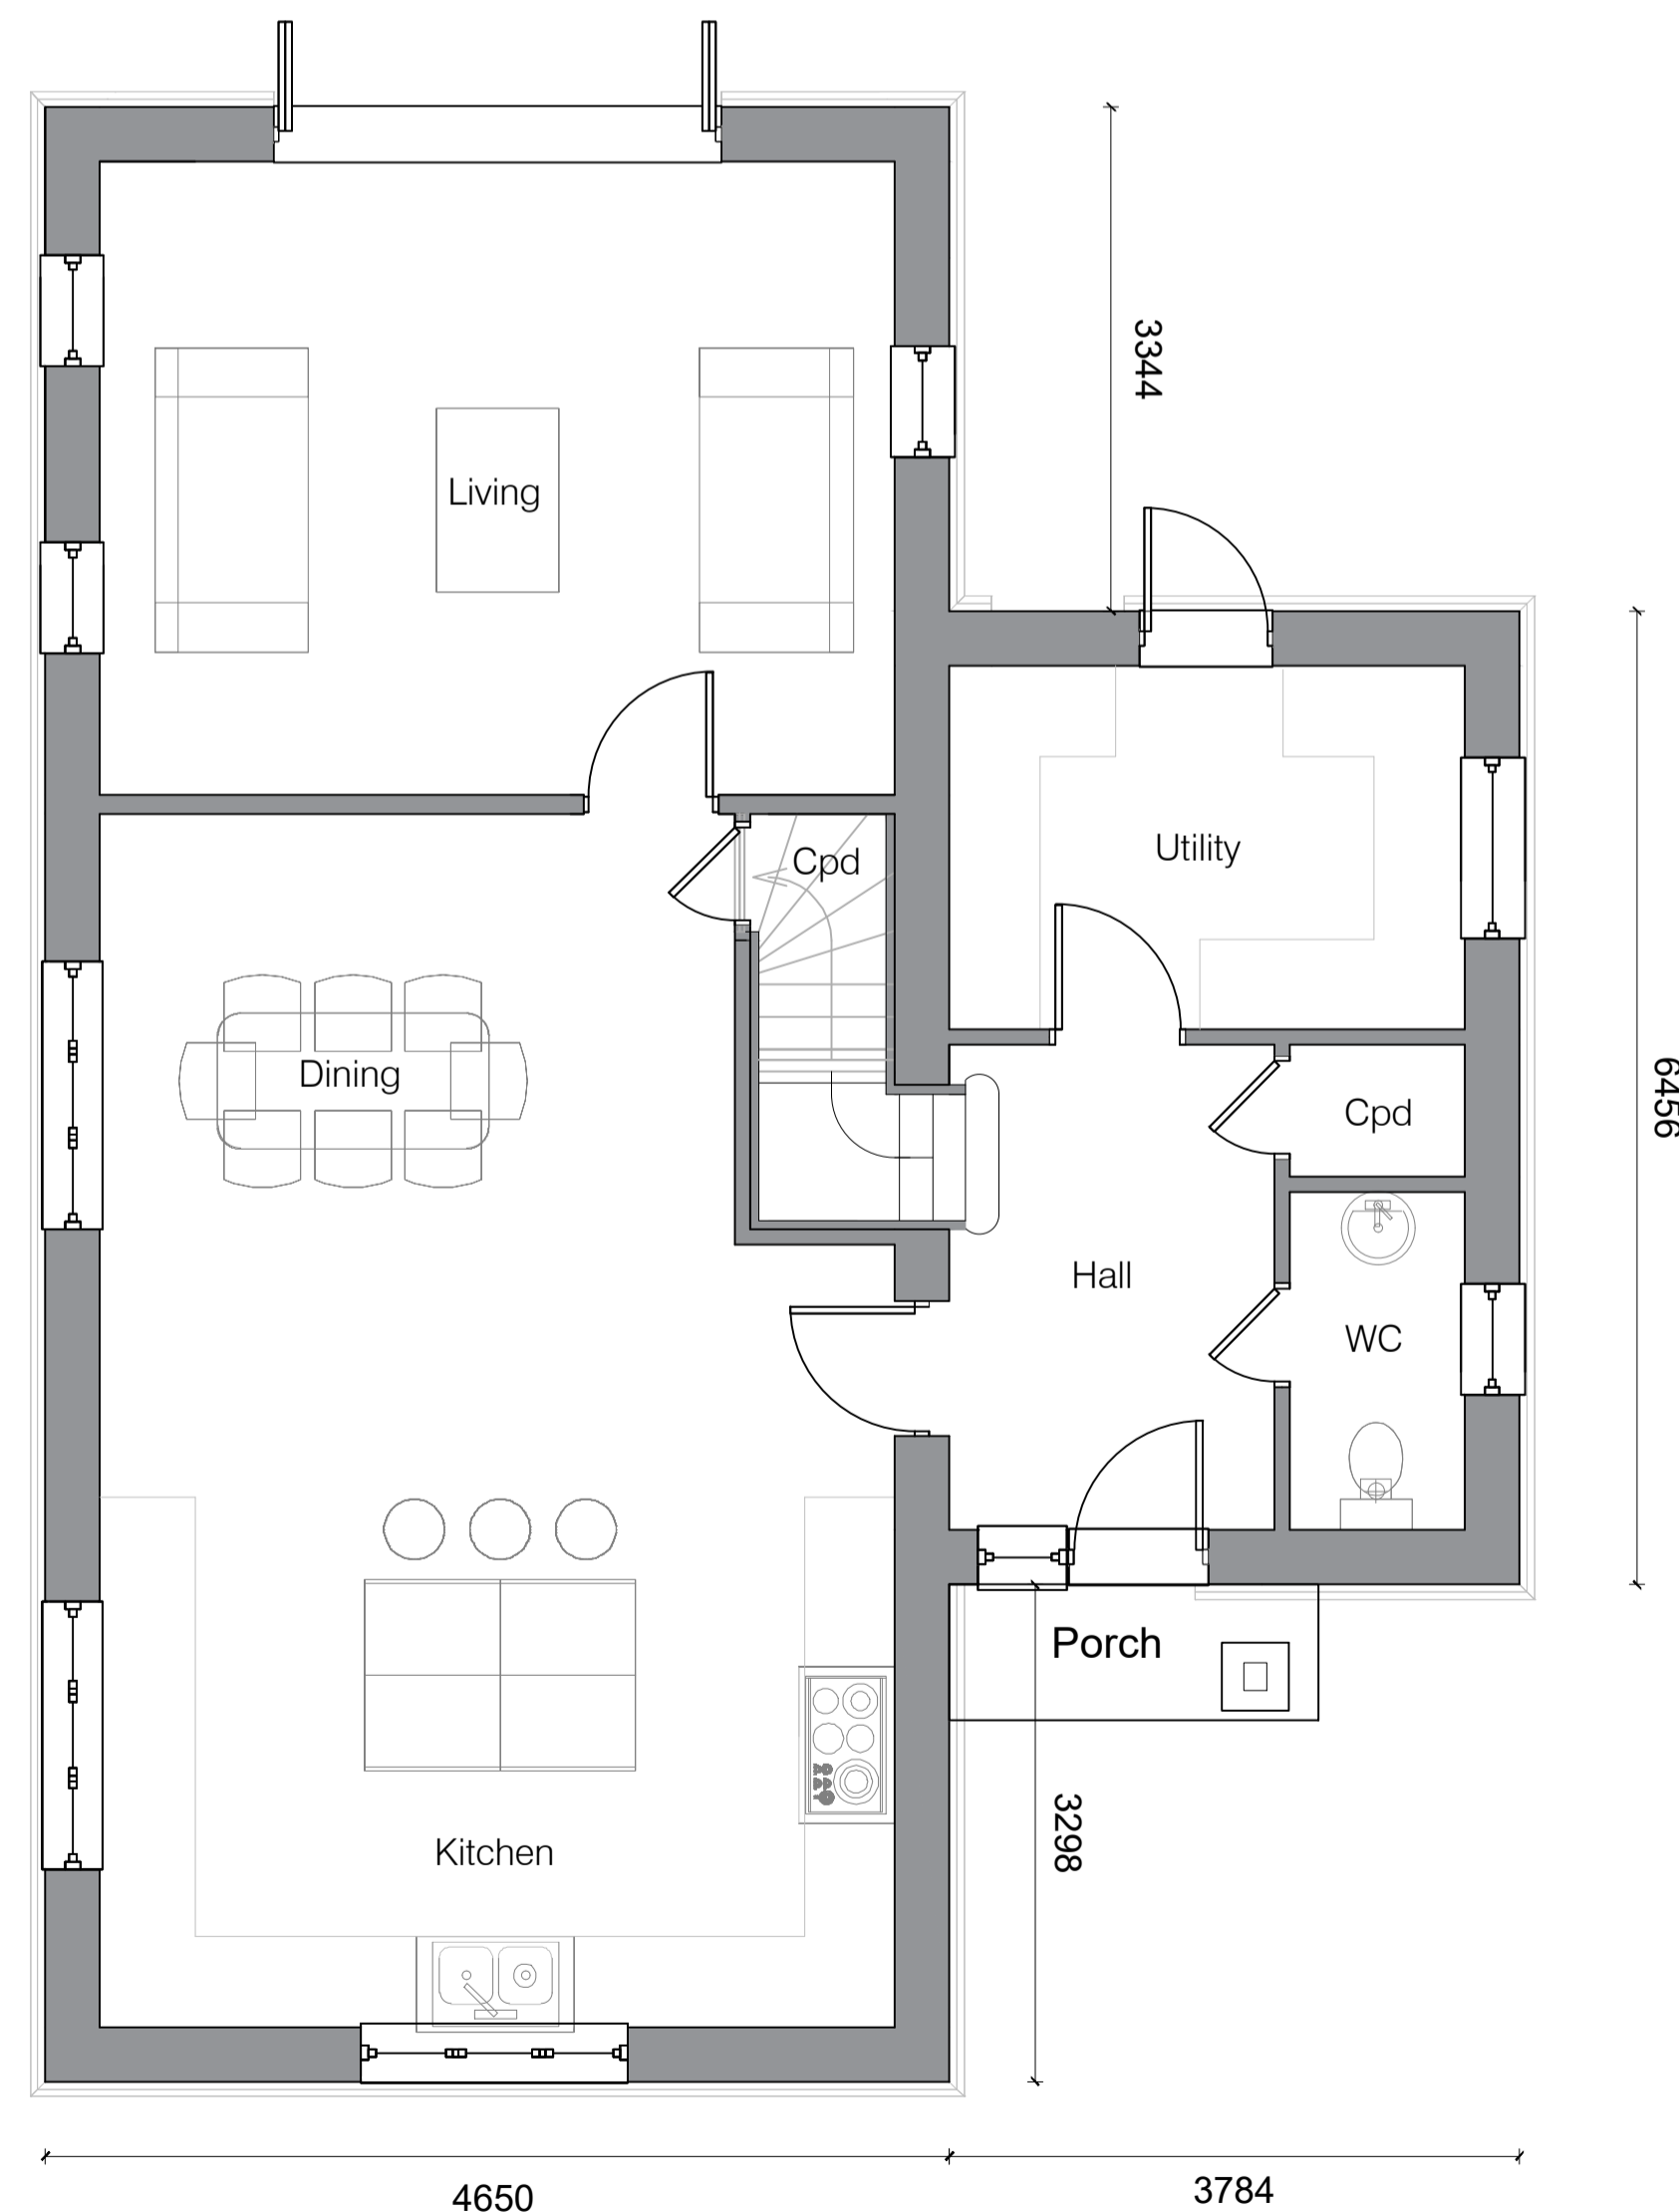 3344
Living
Utility
Cpd
Dining
Cpd
6456
Hall
WC
Porch
3298
Kitchen
4650
3784